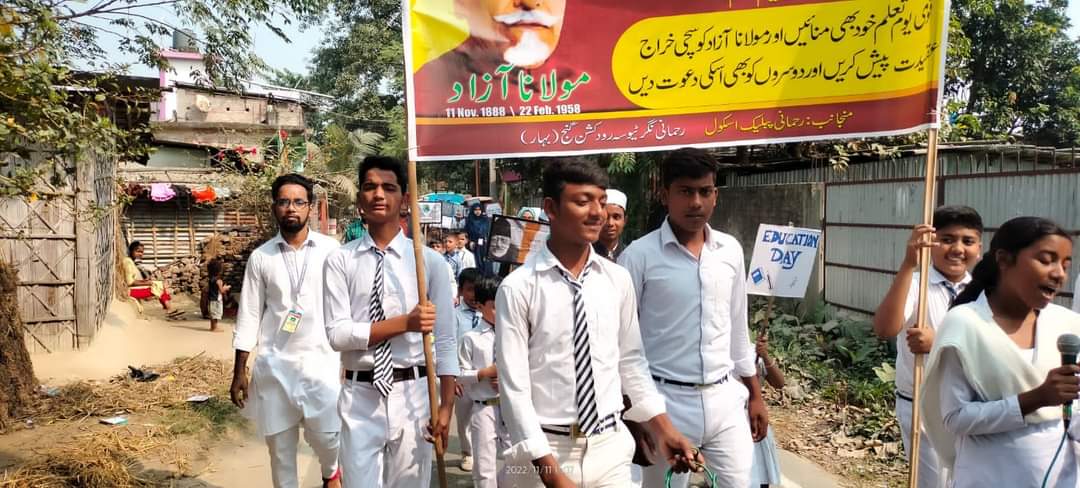 یوم تعلیم خود بھی منائیں اور مولانا آزاد کو سچی خراج
عقیدت پیش کریں اور دوسروں کو بھی اسکی دعوت دیں
مولانا آزاد
11 Nov. 1888 \ 22 Feb. 1958
منجانب: رحمانی پبلیک اسکول
رحمانی نگر ٹیوسہ روڈ کشن گنج (بہار)
EDUCATION
DAY
2022/11/11